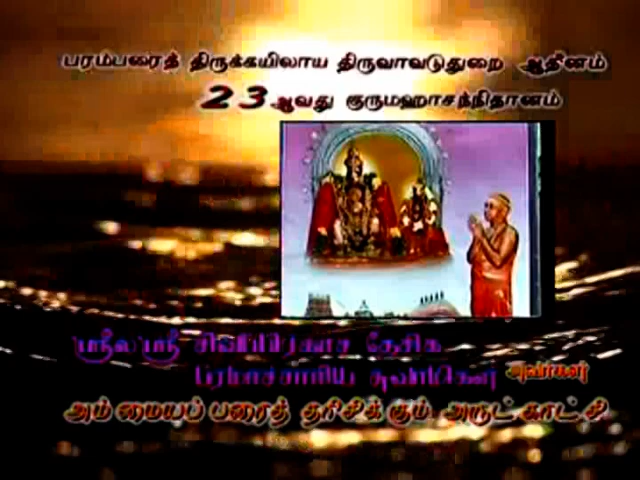 பரம்பரைத் திருக்கயிலாய திருவாவடுதுறை ஆதீனம்
23 ஆவது குருமஹாசந்நிதானம்
ஸ்ரீலஸ்ரீ சிவப்பிரகாச தேசிக
பரமாச்சாரிய சுவாமிகள் அவர்கள்
அம்மையப்பரைத் தரிசிக்கும் அருட்காட்சி